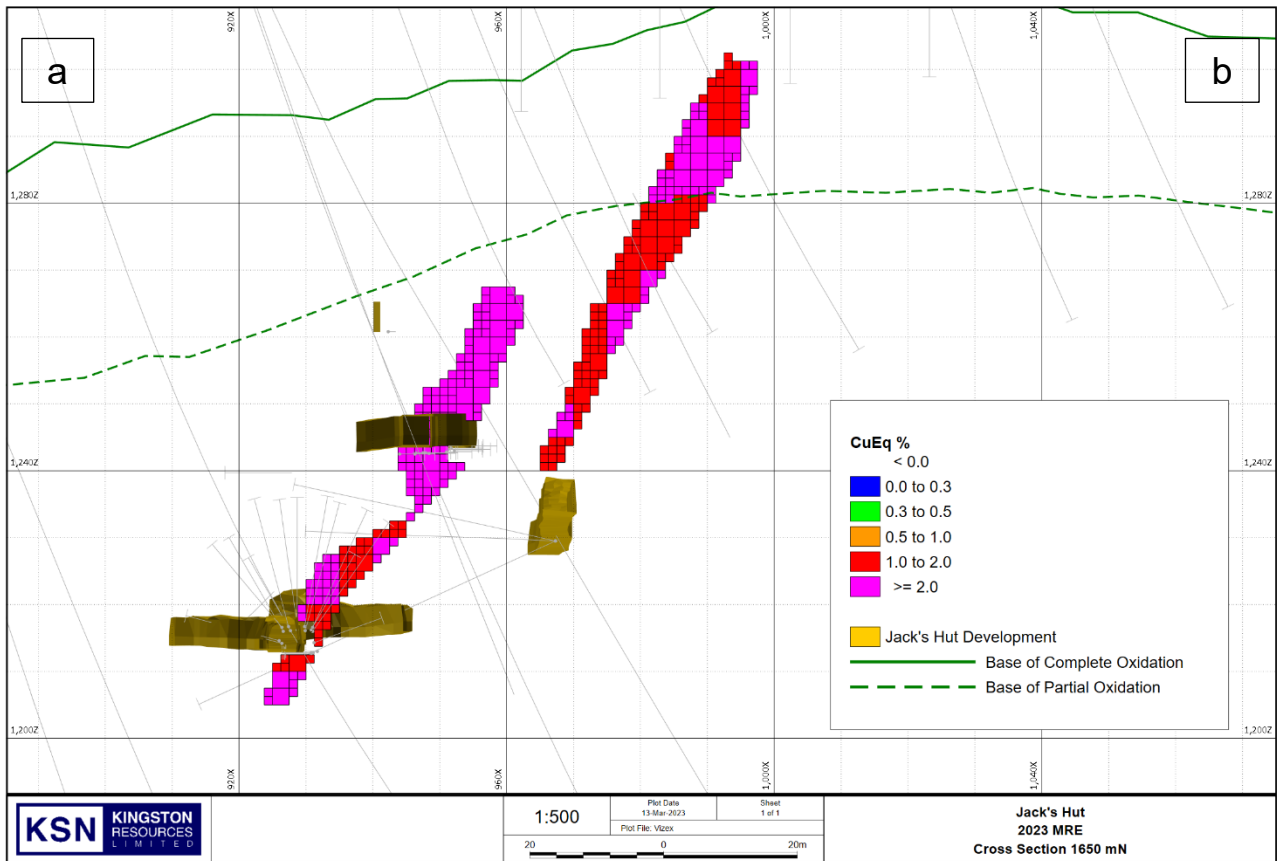 920X
960X
1,000X
1,040X
a
b
1,280Z
1,280Z
1,240Z
1,240Z
1,200Z
1,200Z
CuEq %
< 0.0
0.0 to 0.3
0.3 to 0.5
0.5 to 1.0
1.0 to 2.0
>= 2.0
Jack's Hut Development
Base of Complete Oxidation
Base of Partial Oxidation
920X
960X
1,000X
1,040X
KSN
KINGSTON
RESOURCES
LIMITED
1:500
Plot Date
13-Mar-2023
Sheet
1 of 1
Plot File: Vizex
20
0
20m
Jack's Hut
2023 MRE
Cross Section 1650 mN